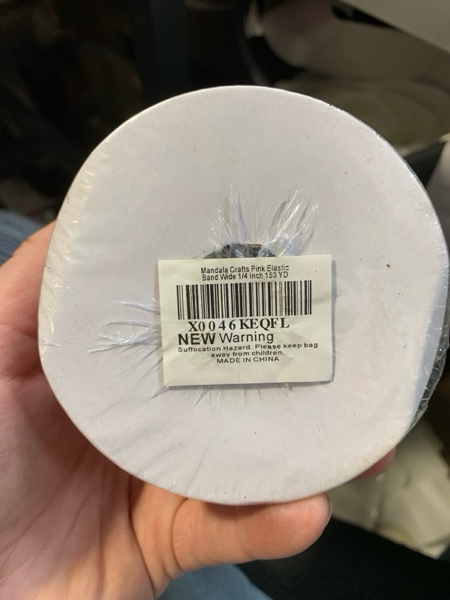 Mandala Crafts Pink Elastic
Band Wide 1/4 Inch 153 YD
X0046KEQFL
NEW Warning
Suffocation Hazard. Please keep bag
away from children.
MADE IN CHINA